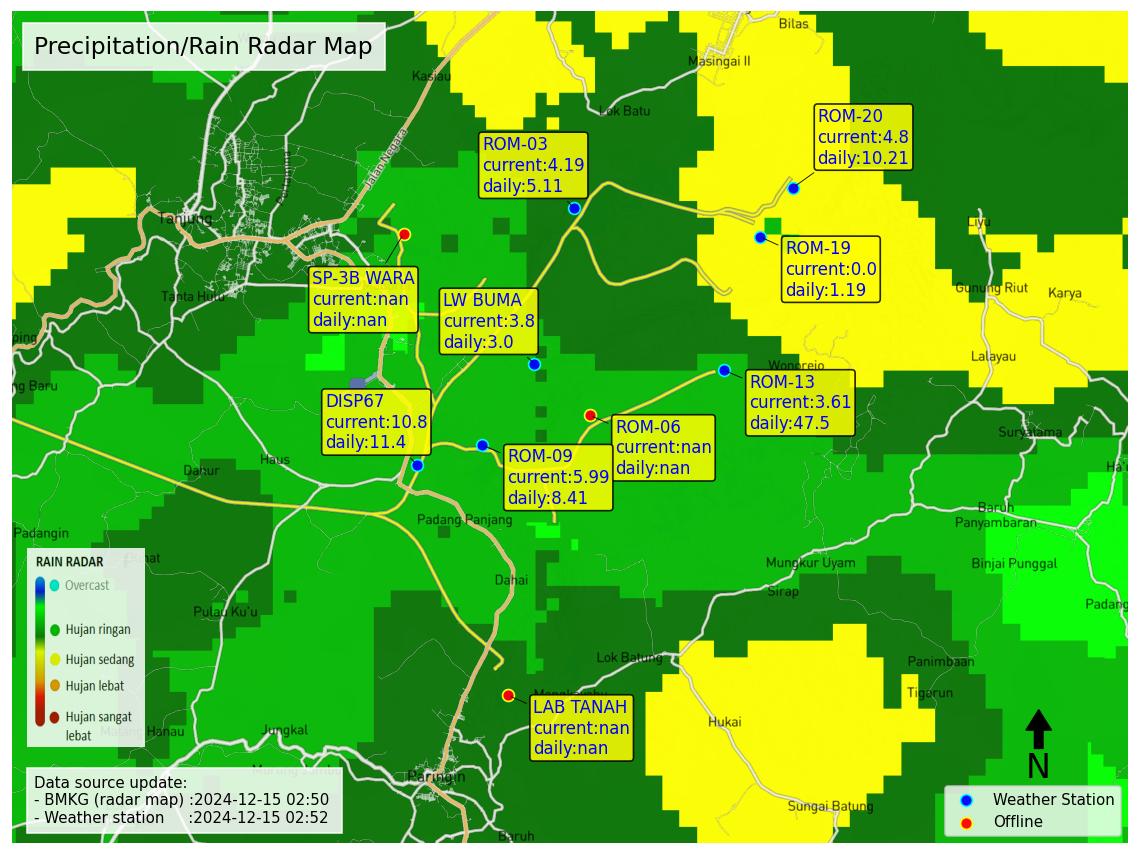 Precipitation/Rain Radar Map
Bilas
Masingai II
Kasiau
Lok Batu
Jalan Negara
ROM-20
current:4.8
daily:10.21
ROM-03
current:4.19
daily:5.11
Tanjung
Liyu
ROM-19
current:0.0
daily:1.19
SP-3B WARA
current:nan
daily:nan
Tanta Hulu
LW BUMA
current:3.8
daily:3.0
Gunung Riut
Karya
ping
Lalayau
Wonorejo
ng Baru
ROM-13
current:3.61
daily:47.5
DISP67
current:10.8
daily:11.4
ROM-06
current:nan
daily:nan
Suryatama
ROM-09
current:5.99
daily:8.41
Haus
Dahur
Ha'u
Baruh
Panyambaran
Padang Panjang
Padangin
RAIN RADAR
Overcast
Hujan ringan
Hujan sedang
Hujan lebat
Hujan sangat
lebat
Mungkur Uyam
Binjai Punggal
Dahai
Sirap
Padang
Pulau Ku'u
Lok Batung
Panimbaan
Tigarun
LAB TANAH
current:nan
daily:nan
Hukai
Hanau
Jungkal
Paringin
Sungai Batung
Baruh
Data source update:
- BMKG (radar map) :2024-12-15 02:50
- Weather station :2024-12-15 02:52
N
Weather Station
Offline